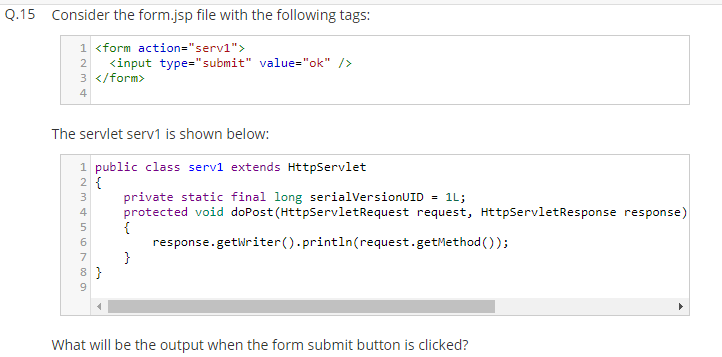 Q.15 Consider the form.jsp file with the following tags:
1 <form action="serv1">
2   <input type="submit" value="ok" />
3 </form>
4
The servlet serv1 is shown below:
1 public class serv1 extends HttpServlet
2 {
3     private static final long serialVersionUID = 1L;
4     protected void doPost(HttpServletRequest request, HttpServletResponse response)
5     {
6         response.getWriter().println(request.getMethod());
7     }
8 }
9
What will be the output when the form submit button is clicked?